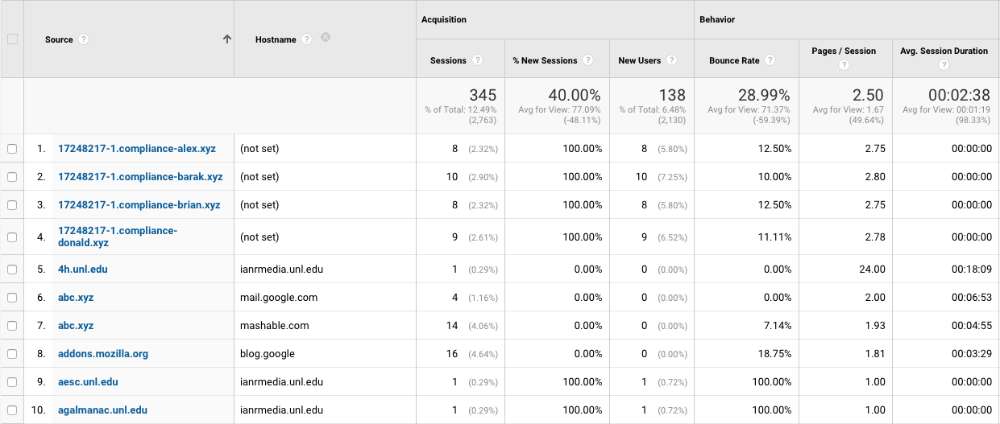 Acquisition
Behavior
Source ?
Hostname ?
Sessions ?
% New Sessions ?
New Users ?
Bounce Rate ?
Pages / Session ?
Avg. Session Duration ?
345
% of Total: 12.49%
(2,763)
40.00%
Avg for View: 77.09%
(-48.11%)
138
% of Total: 6.48%
(2,130)
28.99%
Avg for View: 71.37%
(-59.39%)
2.50
Avg for View: 1.67
(49.64%)
00:02:38
Avg for View: 00:01:19
(98.33%)
1. 17248217-1.compliance-alex.xyz (not set) 8 (2.32%) 100.00% 8 (5.80%) 12.50% 2.75 00:00:00
2. 17248217-1.compliance-barak.xyz (not set) 10 (2.90%) 100.00% 10 (7.25%) 10.00% 2.80 00:00:00
3. 17248217-1.compliance-brian.xyz (not set) 8 (2.32%) 100.00% 8 (5.80%) 12.50% 2.75 00:00:00
4. 17248217-1.compliance-
donald.xyz (not set) 9 (2.61%) 100.00% 9 (6.52%) 11.11% 2.78 00:00:00
5. 4h.unl.edu ianrmedia.unl.edu 1 (0.29%) 0.00% 0 (0.00%) 0.00% 24.00 00:18:09
6. abc.xyz mail.google.com 4 (1.16%) 0.00% 0 (0.00%) 0.00% 2.00 00:06:53
7. abc.xyz mashable.com 14 (4.06%) 0.00% 0 (0.00%) 7.14% 1.93 00:04:55
8. addons.mozilla.org blog.google 16 (4.64%) 0.00% 0 (0.00%) 18.75% 1.81 00:03:29
9. aesc.unl.edu ianrmedia.unl.edu 1 (0.29%) 100.00% 1 (0.72%) 100.00% 1.00 00:00:00
10. agalmanac.unl.edu ianrmedia.unl.edu 1 (0.29%) 100.00% 1 (0.72%) 100.00% 1.00 00:00:00